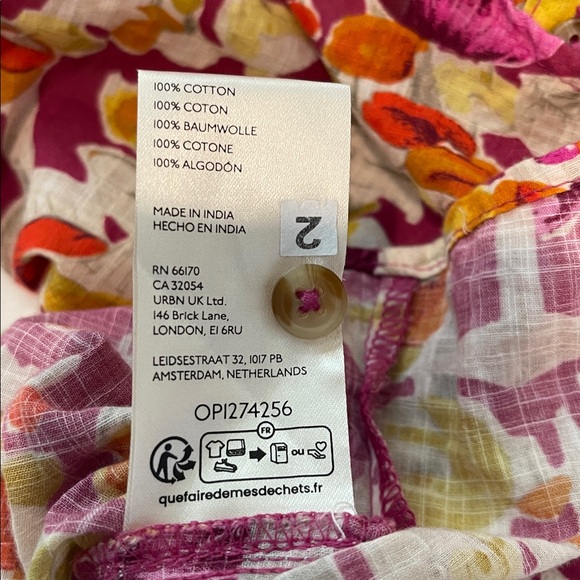 100% COTTON
100% COTON
100% BAUMWOLLE
100% COTONE
100% ALGODÓN
MADE IN INDIA
HECHO EN INDIA
2
RN 66170
CA 32054
URBN UK Ltd.
146 Brick Lane,
LONDON, E1 6RU
LEIDSESTRAAT 32, 1017 PB
AMSTERDAM, NETHERLANDS
OP1274256
FR
ou
quefairedemesdechets.fr